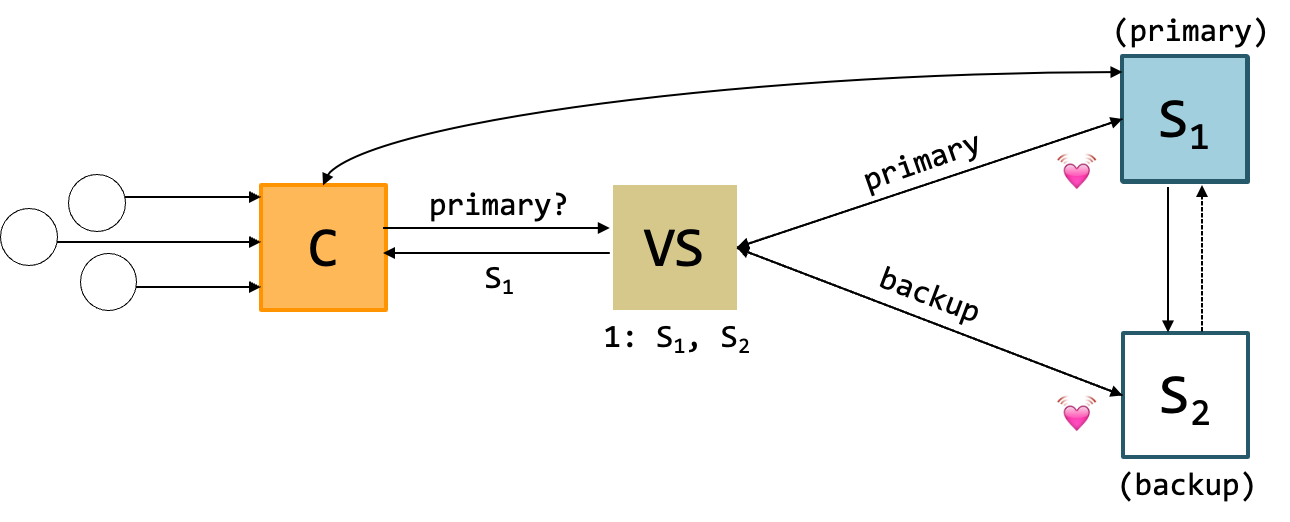 (primary)
S₁
primary
primary?
C
VS
S₁
backup
1: S₁, S₂
S₂
(backup)